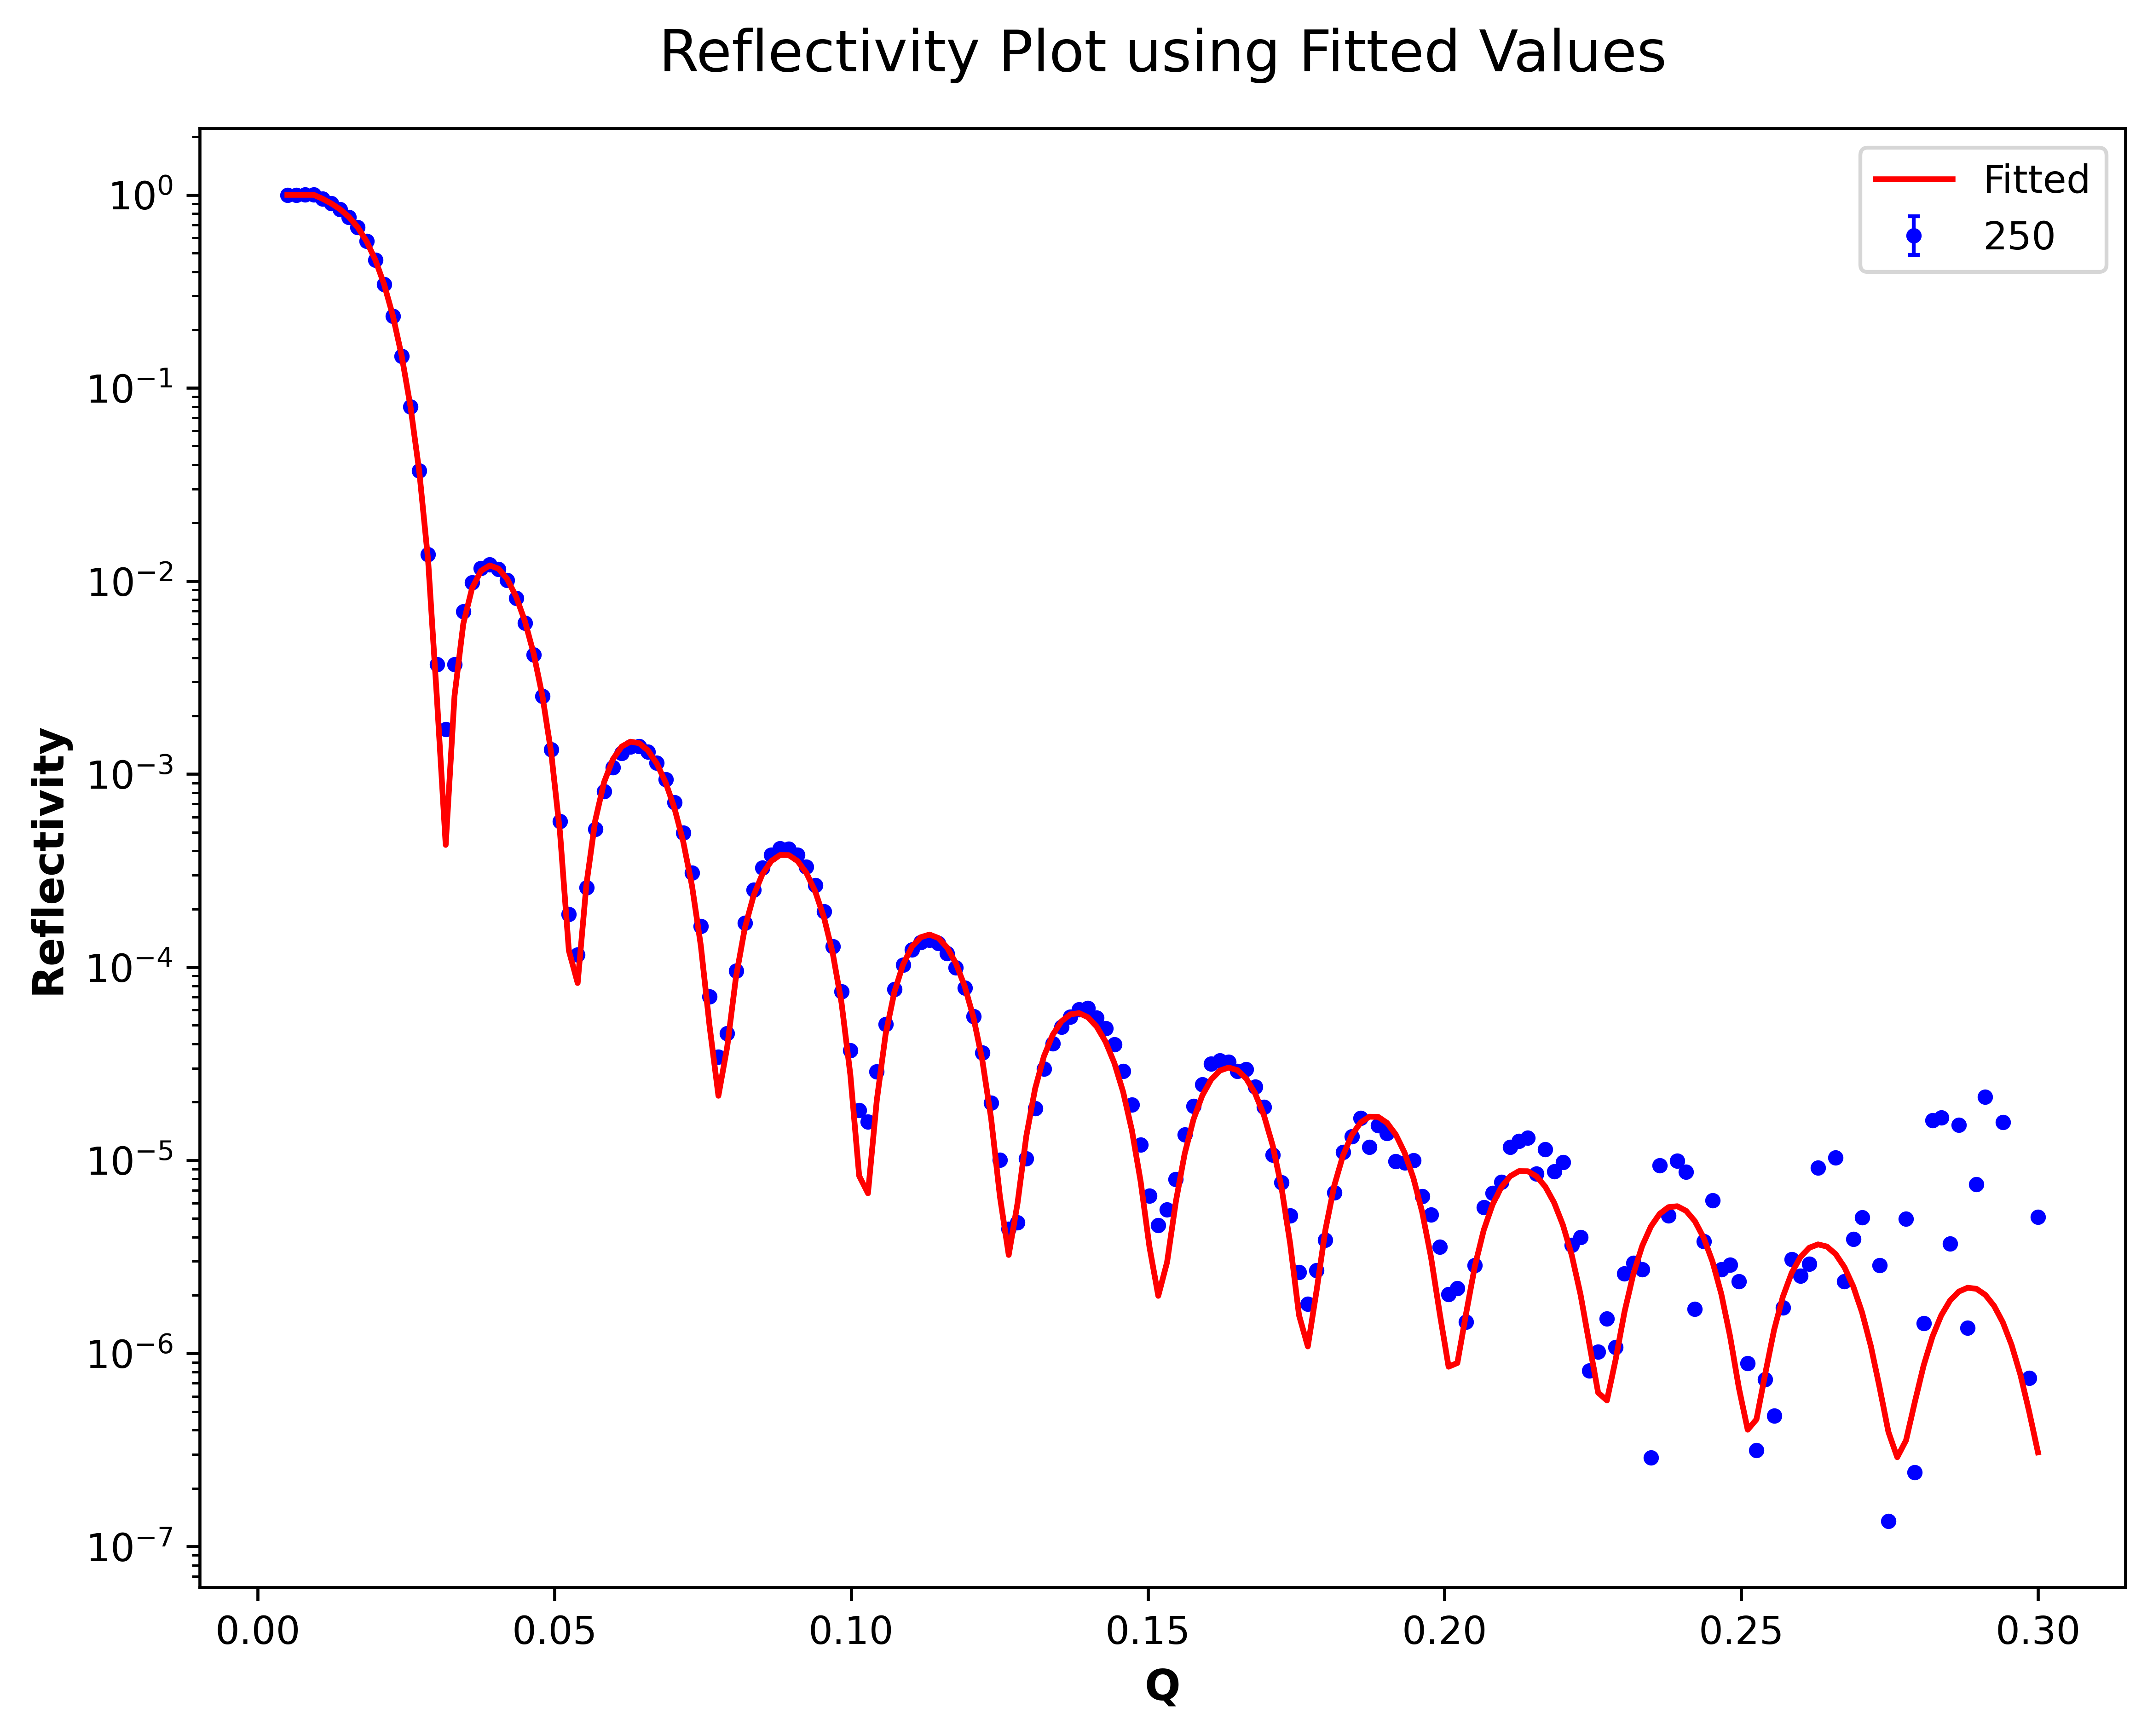 Reflectivity Plot using Fitted Values
Fitted
250
Reflectivity
10⁰
10⁻¹
10⁻²
10⁻³
10⁻⁴
10⁻⁵
10⁻⁶
10⁻⁷
0.00 0.05 0.10 0.15 0.20 0.25 0.30
Q